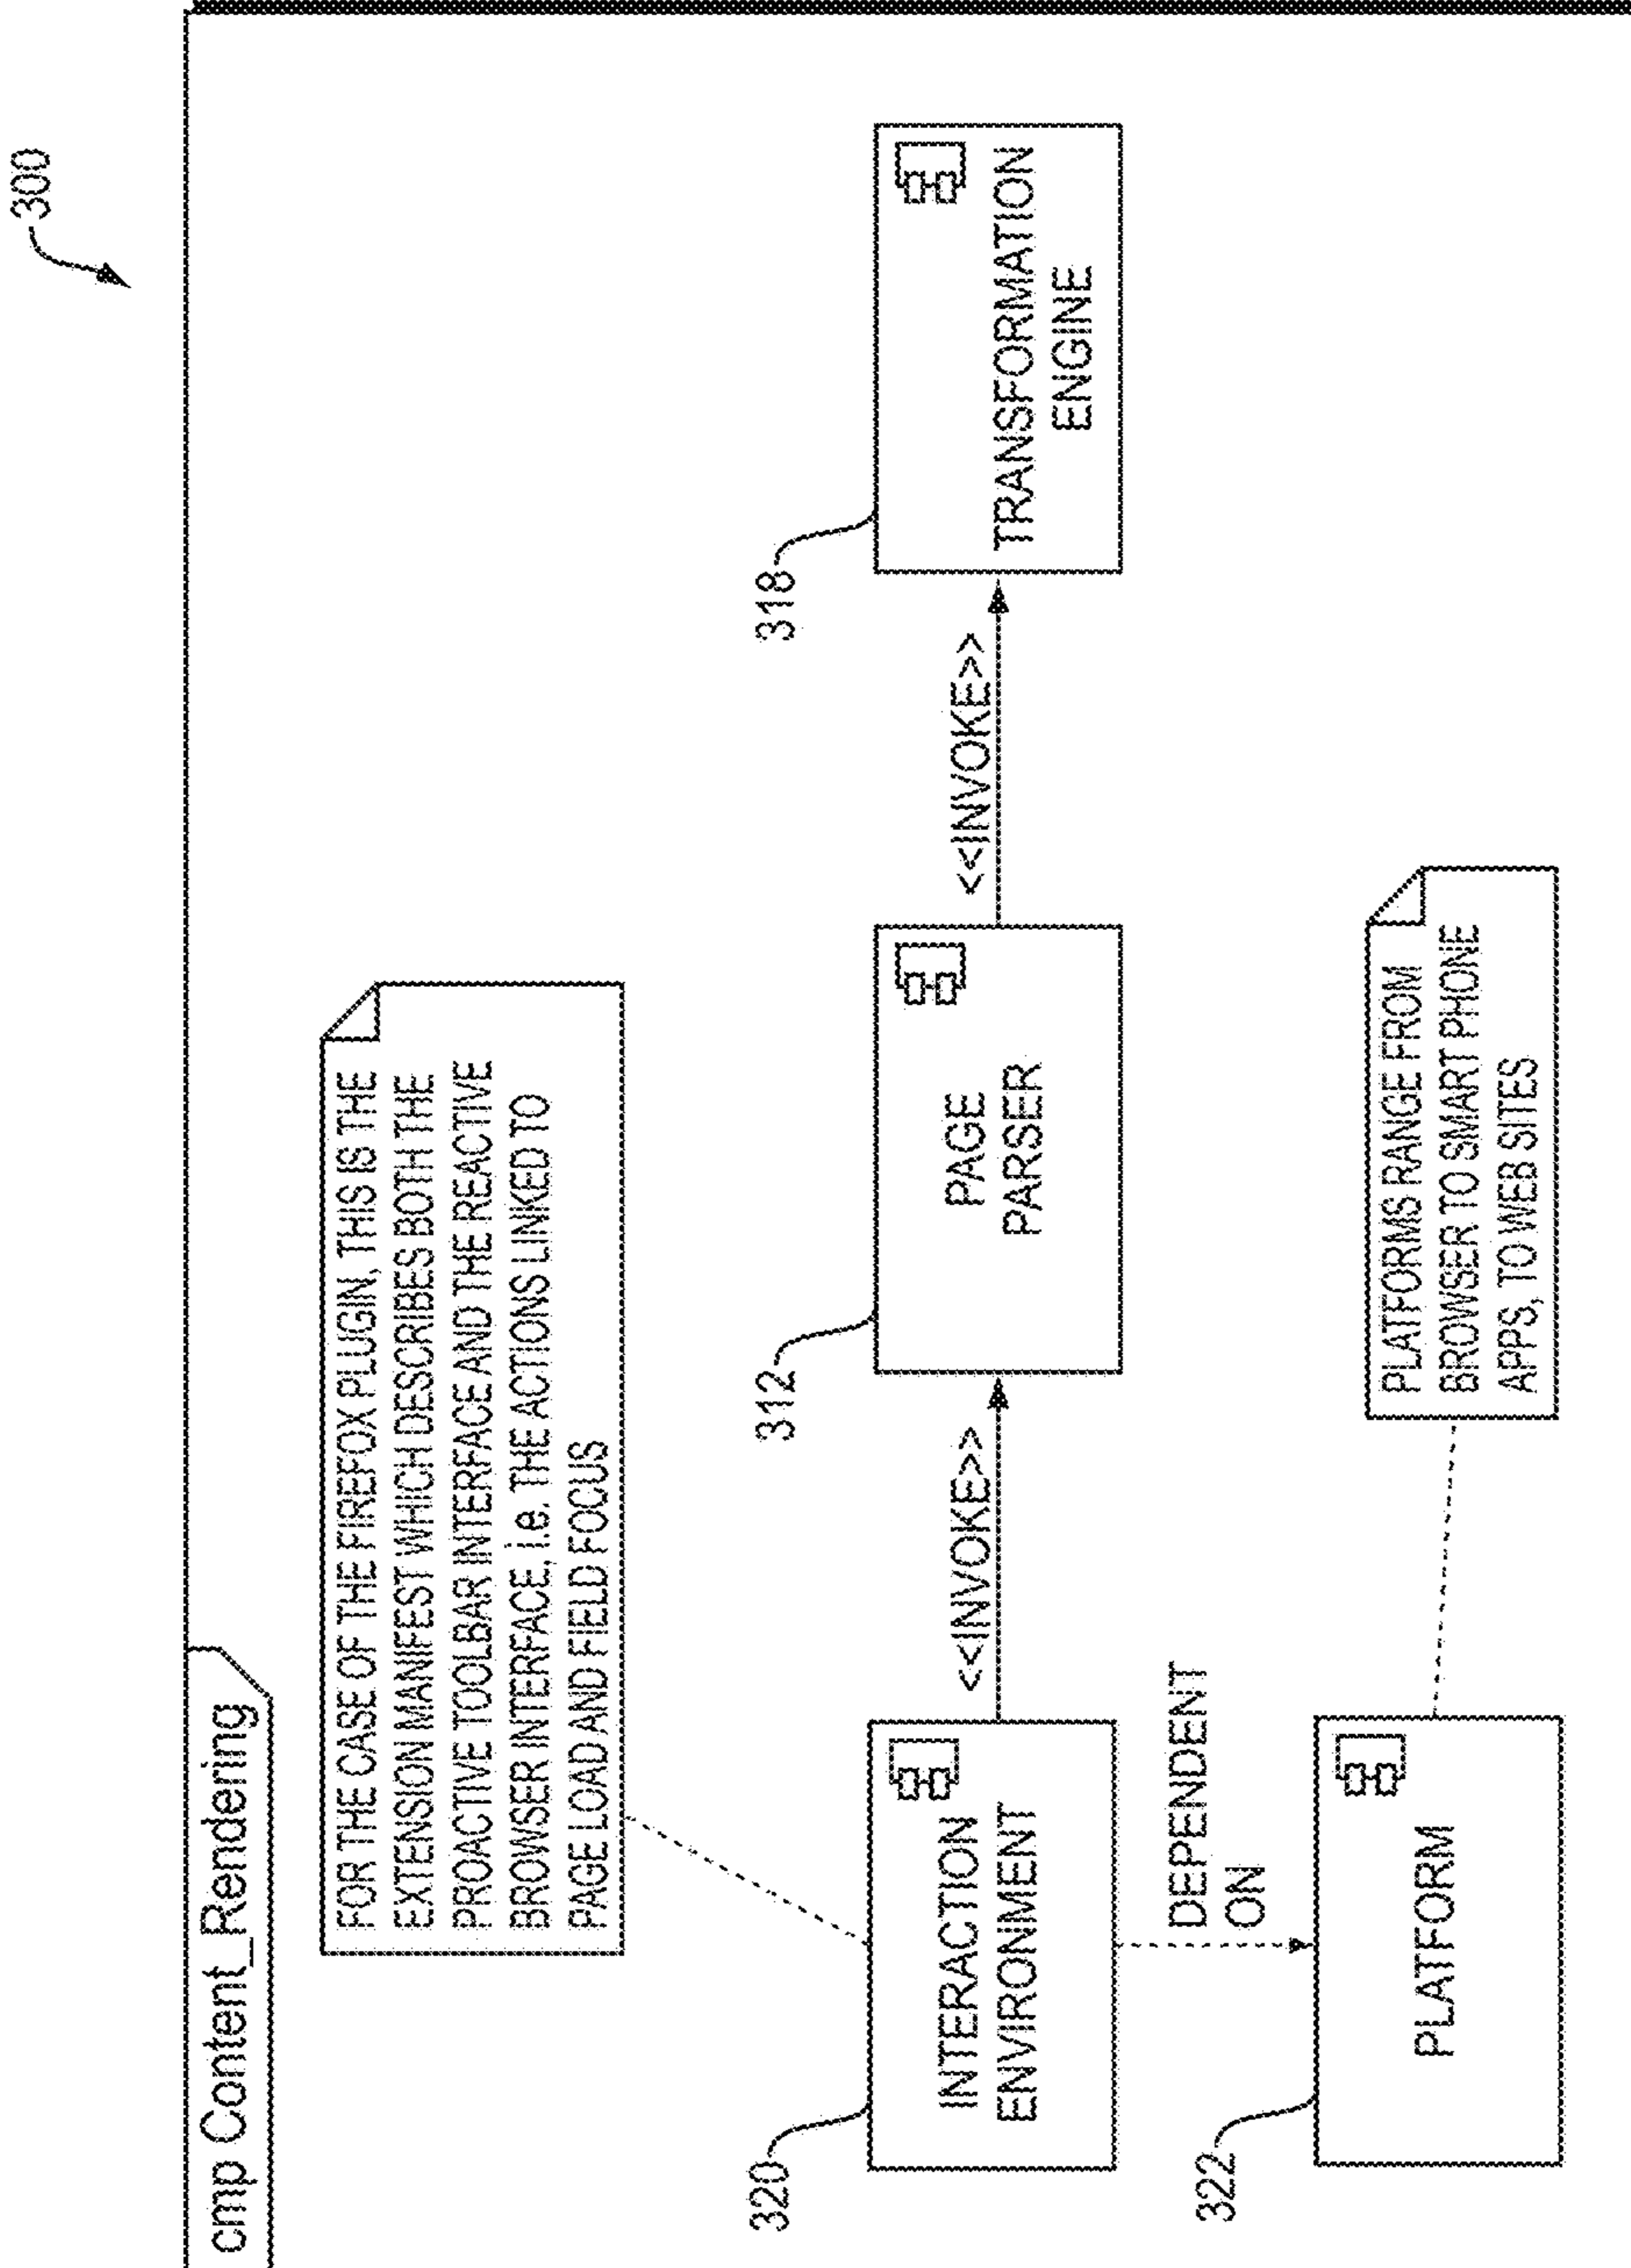 300
cmp Content_Rendering
FOR THE CASE OF THE FIREFOX PLUGIN, THIS IS THE
EXTENSION MANIFEST WHICH DESCRIBES BOTH THE
PROACTIVE TOOLBAR INTERFACE AND THE REACTIVE
BROWSER INTERFACE, i.e. THE ACTIONS LINKED TO
PAGE LOAD AND FIELD FOCUS
320
INTERACTION
ENVIRONMENT
<<INVOKE>>
312
PAGE
PARSER
<<INVOKE>>
318
TRANSFORMATION
ENGINE
DEPENDENT
ON
322
PLATFORM
PLATFORMS RANGE FROM
BROWSER TO SMART PHONE
APPS, TO WEB SITES